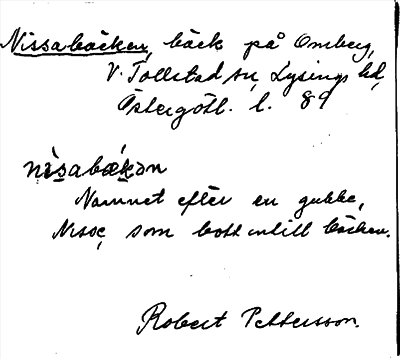 Nissabäcken, bäck på Omberg,
V. Tollstad sn, Lysings hd,
Östergötl. l. 89
nìsabækən
Namnet efter en gubbe,
Nisse, som bott intill bäcken.
Robert Pettersson.